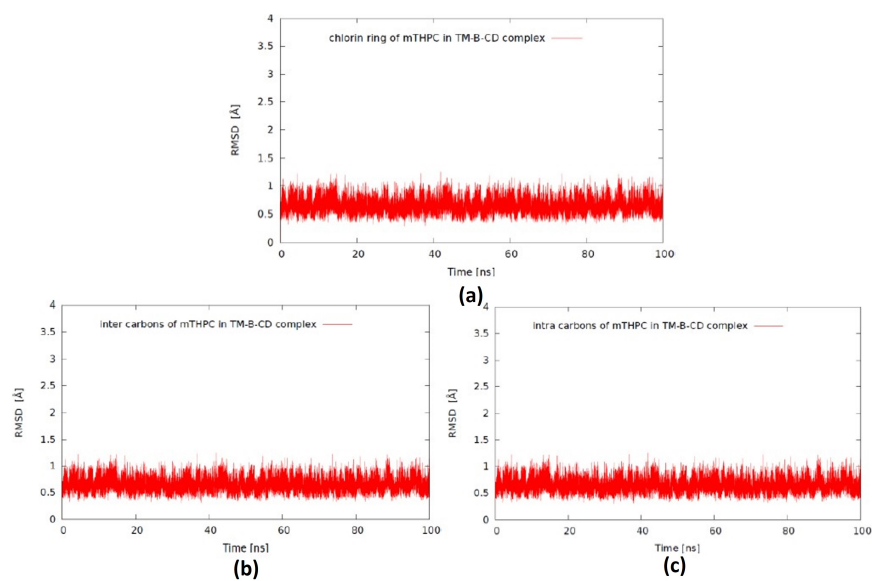 4
3.5
3
2.5
2
1.5
1
0.5
0
RMSD [Å]
chlorin ring of mTHPC in TM-B-CD complex
0 20 40 60 80 100
Time [ns]
(a)
4
3.5
3
2.5
2
1.5
1
0.5
0
RMSD [Å]
inter carbons of mTHPC in TM-B-CD complex
0 20 40 60 80 100
Time [ns]
(b)
4
3.5
3
2.5
2
1.5
1
0.5
0
RMSD [Å]
intra carbons of mTHPC in TM-B-CD complex
0 20 40 60 80 100
Time [ns]
(c)